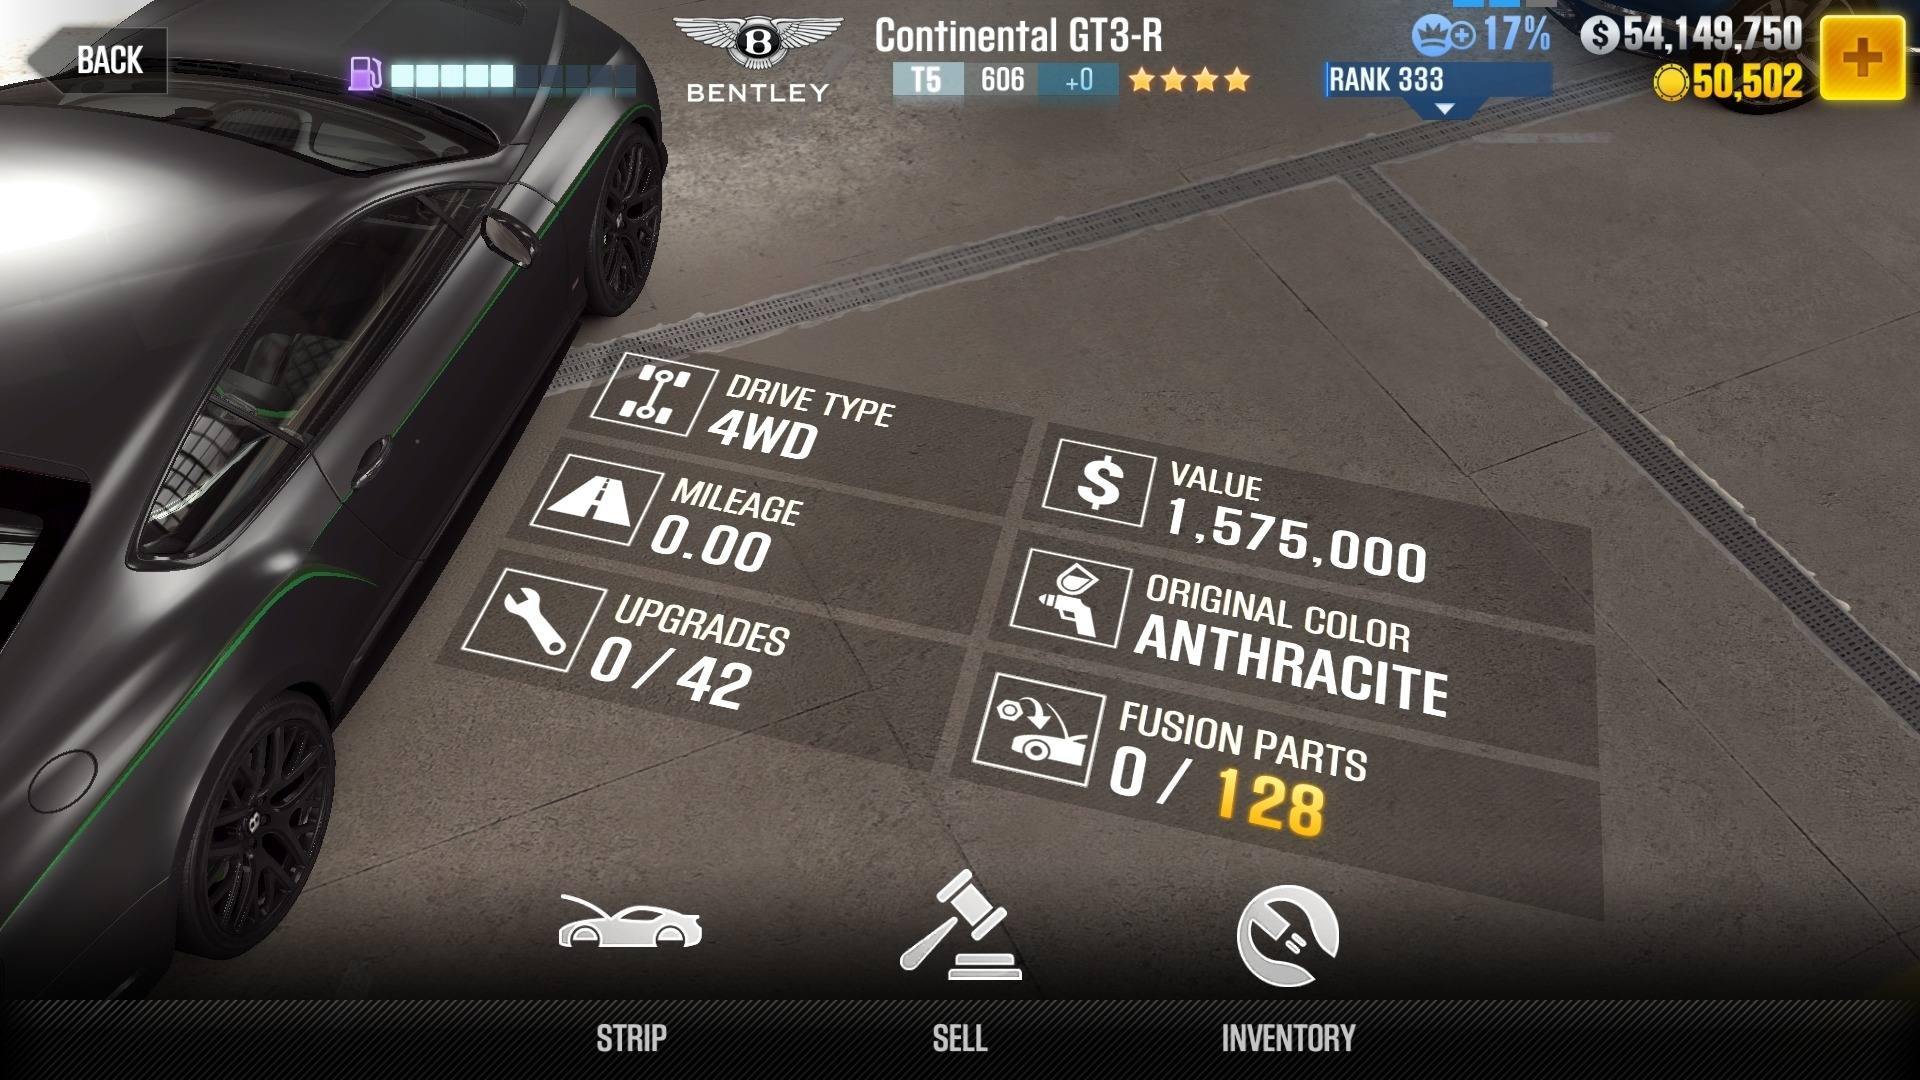 BACK
BENTLEY
Continental GT3-R
T5 606 +0
17%
RANK 333
54,149,750
50,502
DRIVE TYPE
4WD
MILEAGE
0.00
UPGRADES
0 / 42
VALUE
1,575,000
ORIGINAL COLOR
ANTHRACITE
FUSION PARTS
0 / 128
STRIP
SELL
INVENTORY